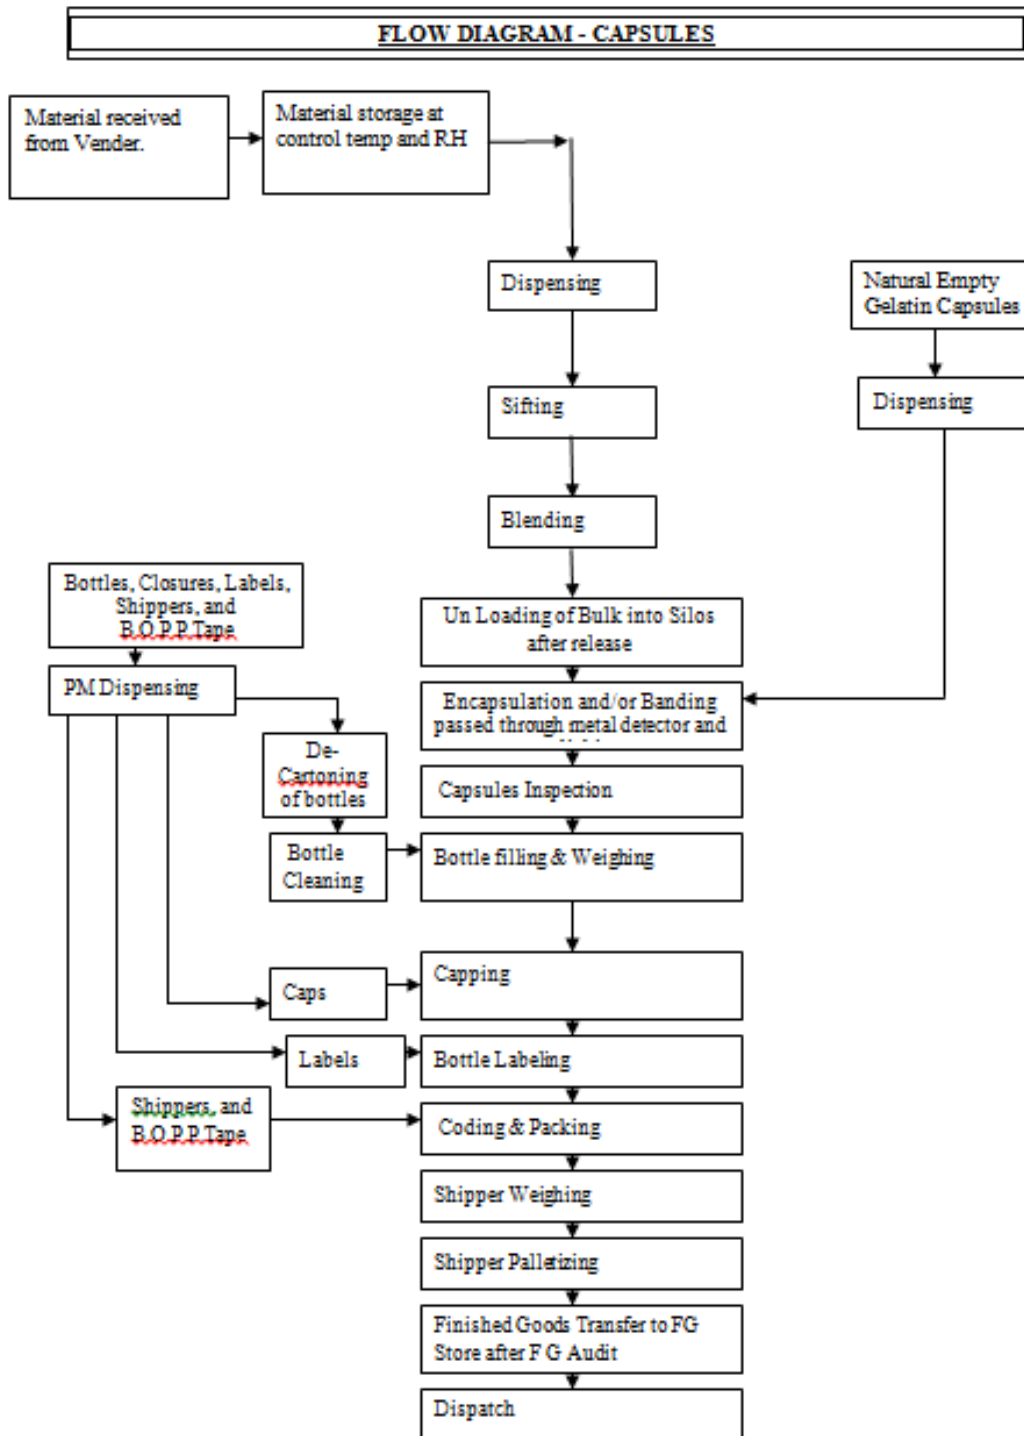 FLOW DIAGRAM - CAPSULES
Material received
from Vender.
Material storage at
control temp and RH
Dispensing
Natural Empty
Gelatin Capsules
Dispensing
Sifting
Blending
Bottles, Closures, Labels,
Shippers, and
B.O.P.P.Tape
Un Loading of Bulk into Silos
after release
PM Dispensing
Encapsulation and/or Banding
passed through metal detector and
De-
Cartoning
of bottles
Capsules Inspection
Bottle
Cleaning
Bottle filling & Weighing
Caps
Capping
Labels
Bottle Labeling
Shippers, and
B.O.P.P.Tape
Coding & Packing
Shipper Weighing
Shipper Palletizing
Finished Goods Transfer to FG
Store after F G Audit
Dispatch